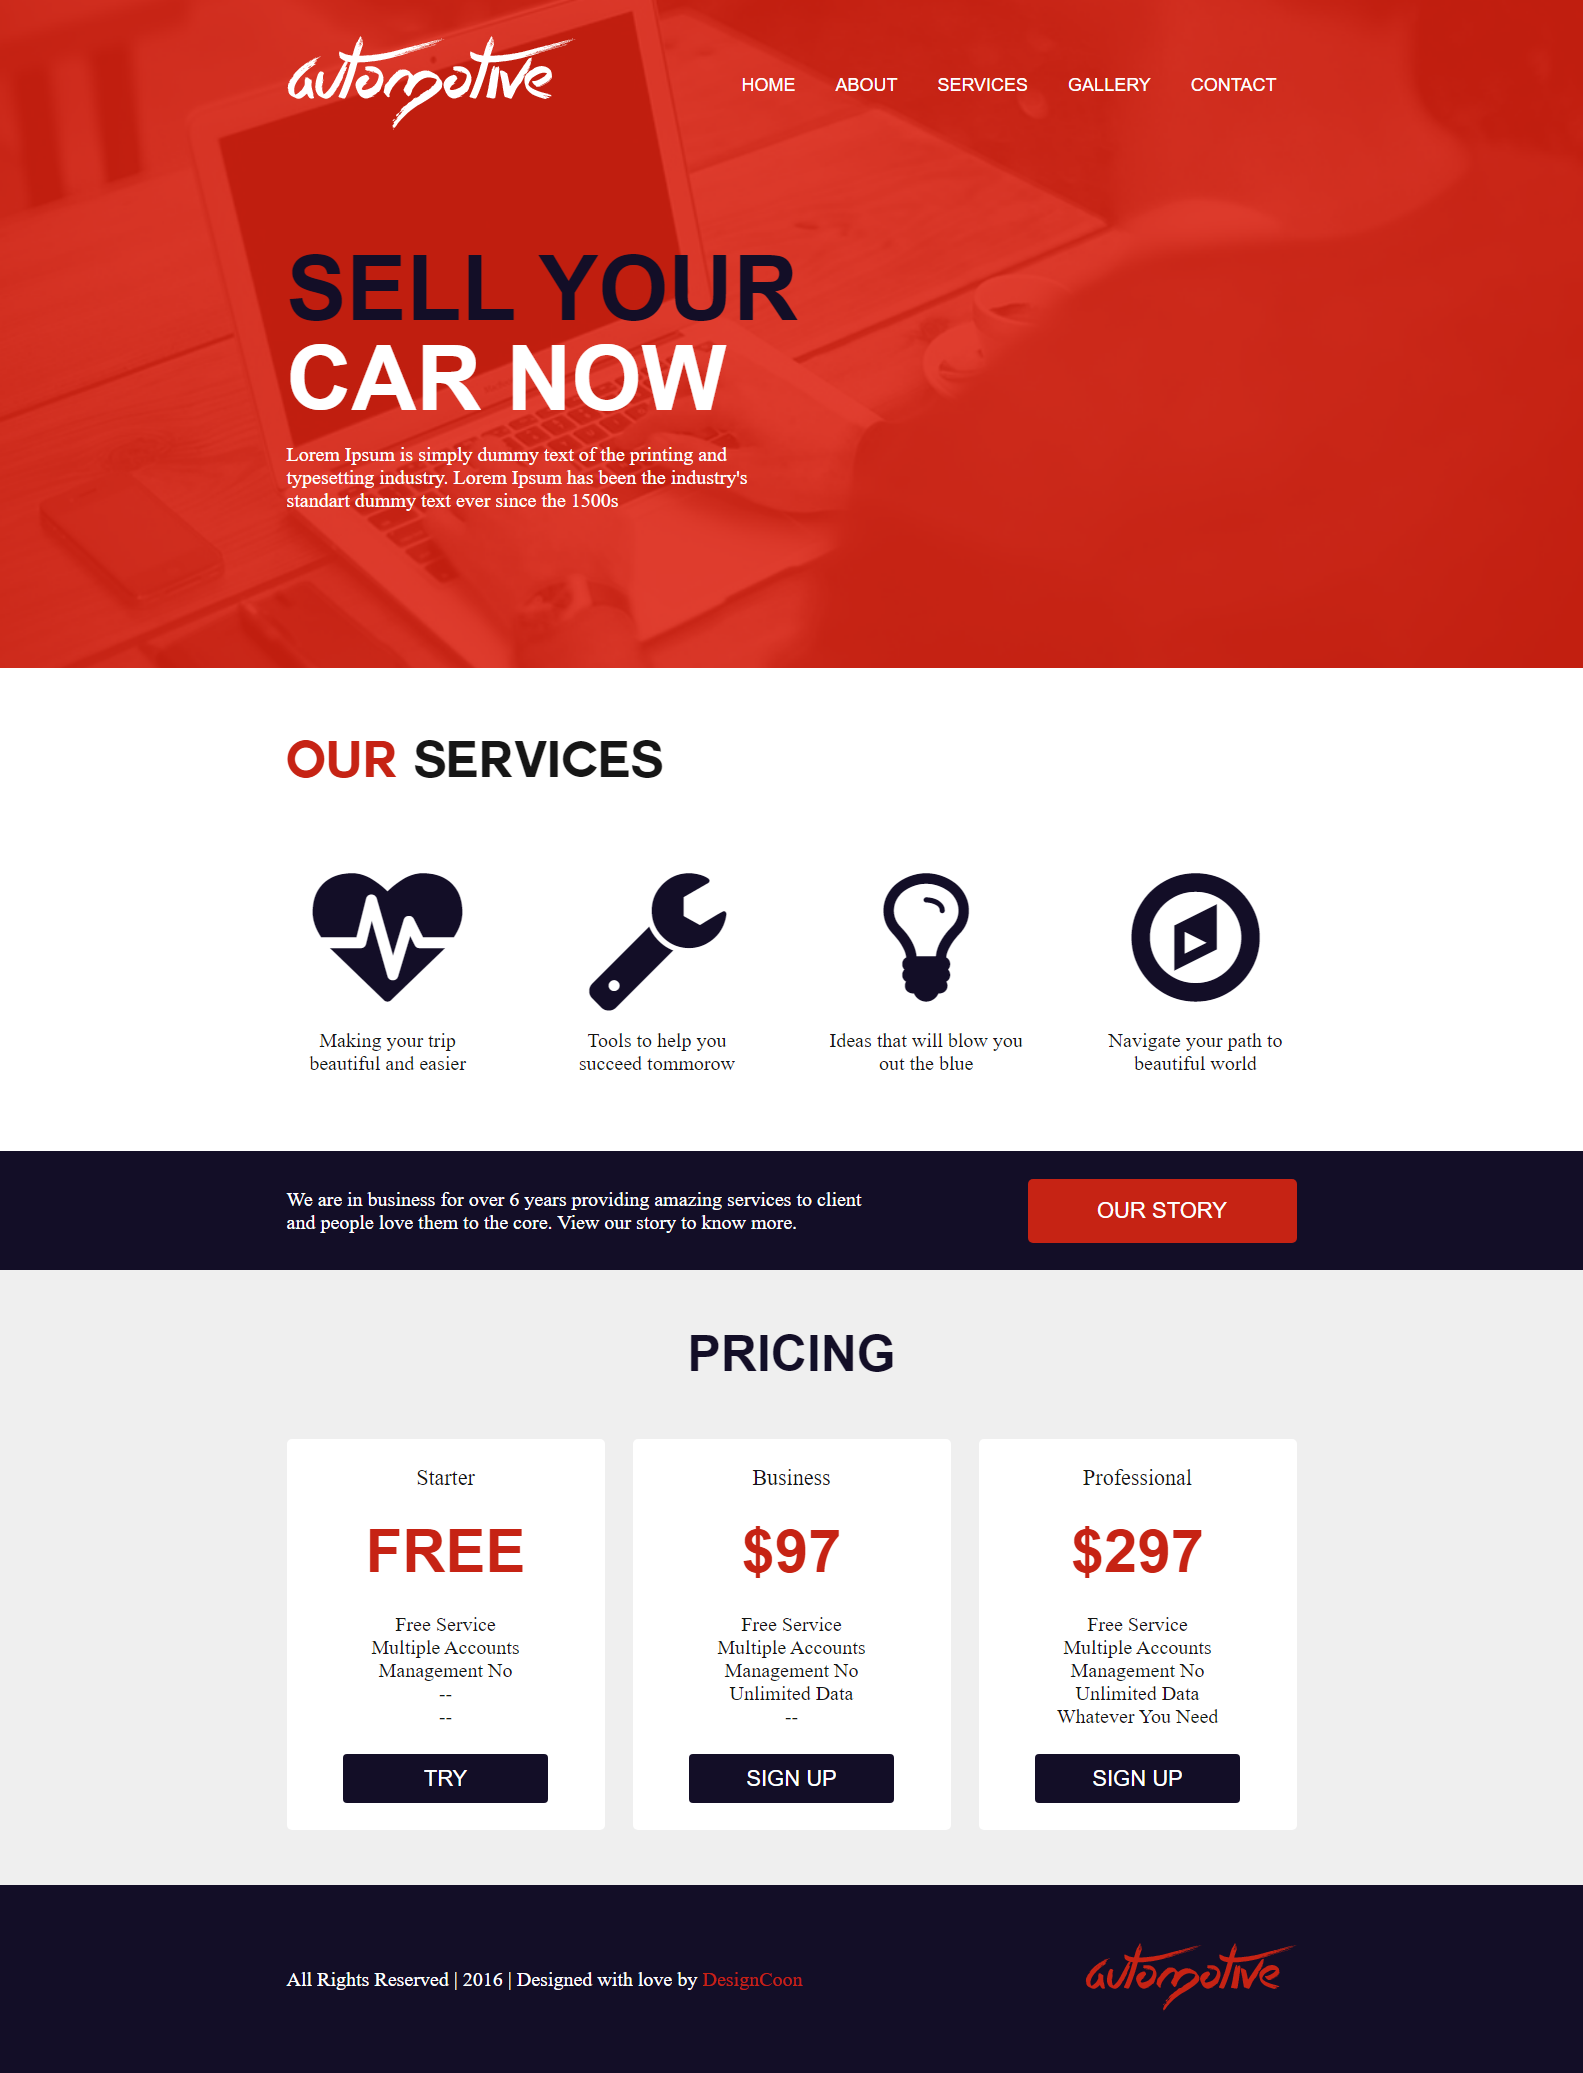 automotive
HOME ABOUT SERVICES GALLERY CONTACT
SELL YOUR
CAR NOW
Lorem Ipsum is simply dummy text of the printing and
typesetting industry. Lorem Ipsum has been the industry's
standart dummy text ever since the 1500s
OUR SERVICES
Making your trip
beautiful and easier
Tools to help you
succeed tommorow
Ideas that will blow you
out the blue
Navigate your path to
beautiful world
We are in business for over 6 years providing amazing services to client
and people love them to the core. View our story to know more.
OUR STORY
PRICING
Starter
FREE
Free Service
Multiple Accounts
Management No
--
--
TRY
Business
$97
Free Service
Multiple Accounts
Management No
Unlimited Data
--
SIGN UP
Professional
$297
Free Service
Multiple Accounts
Management No
Unlimited Data
Whatever You Need
SIGN UP
All Rights Reserved | 2016 | Designed with love by DesignCoon
automotive